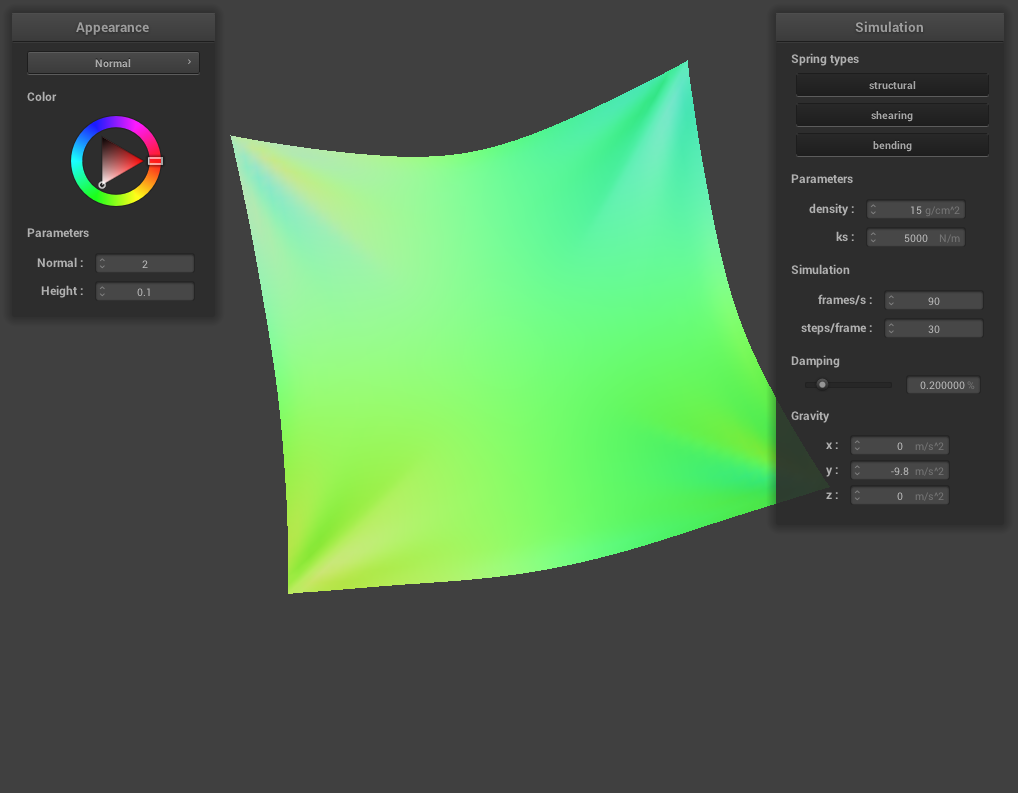 Appearance
Normal
Color
Parameters
Normal : 2
Height : 0.1
Simulation
Spring types
structural
shearing
bending
Parameters
density : 15 g/cm^2
ks : 5000 N/m
Simulation
frames/s : 90
steps/frame : 30
Damping
0.200000 %
Gravity
x : 0 m/s^2
y : -9.8 m/s^2
z : 0 m/s^2